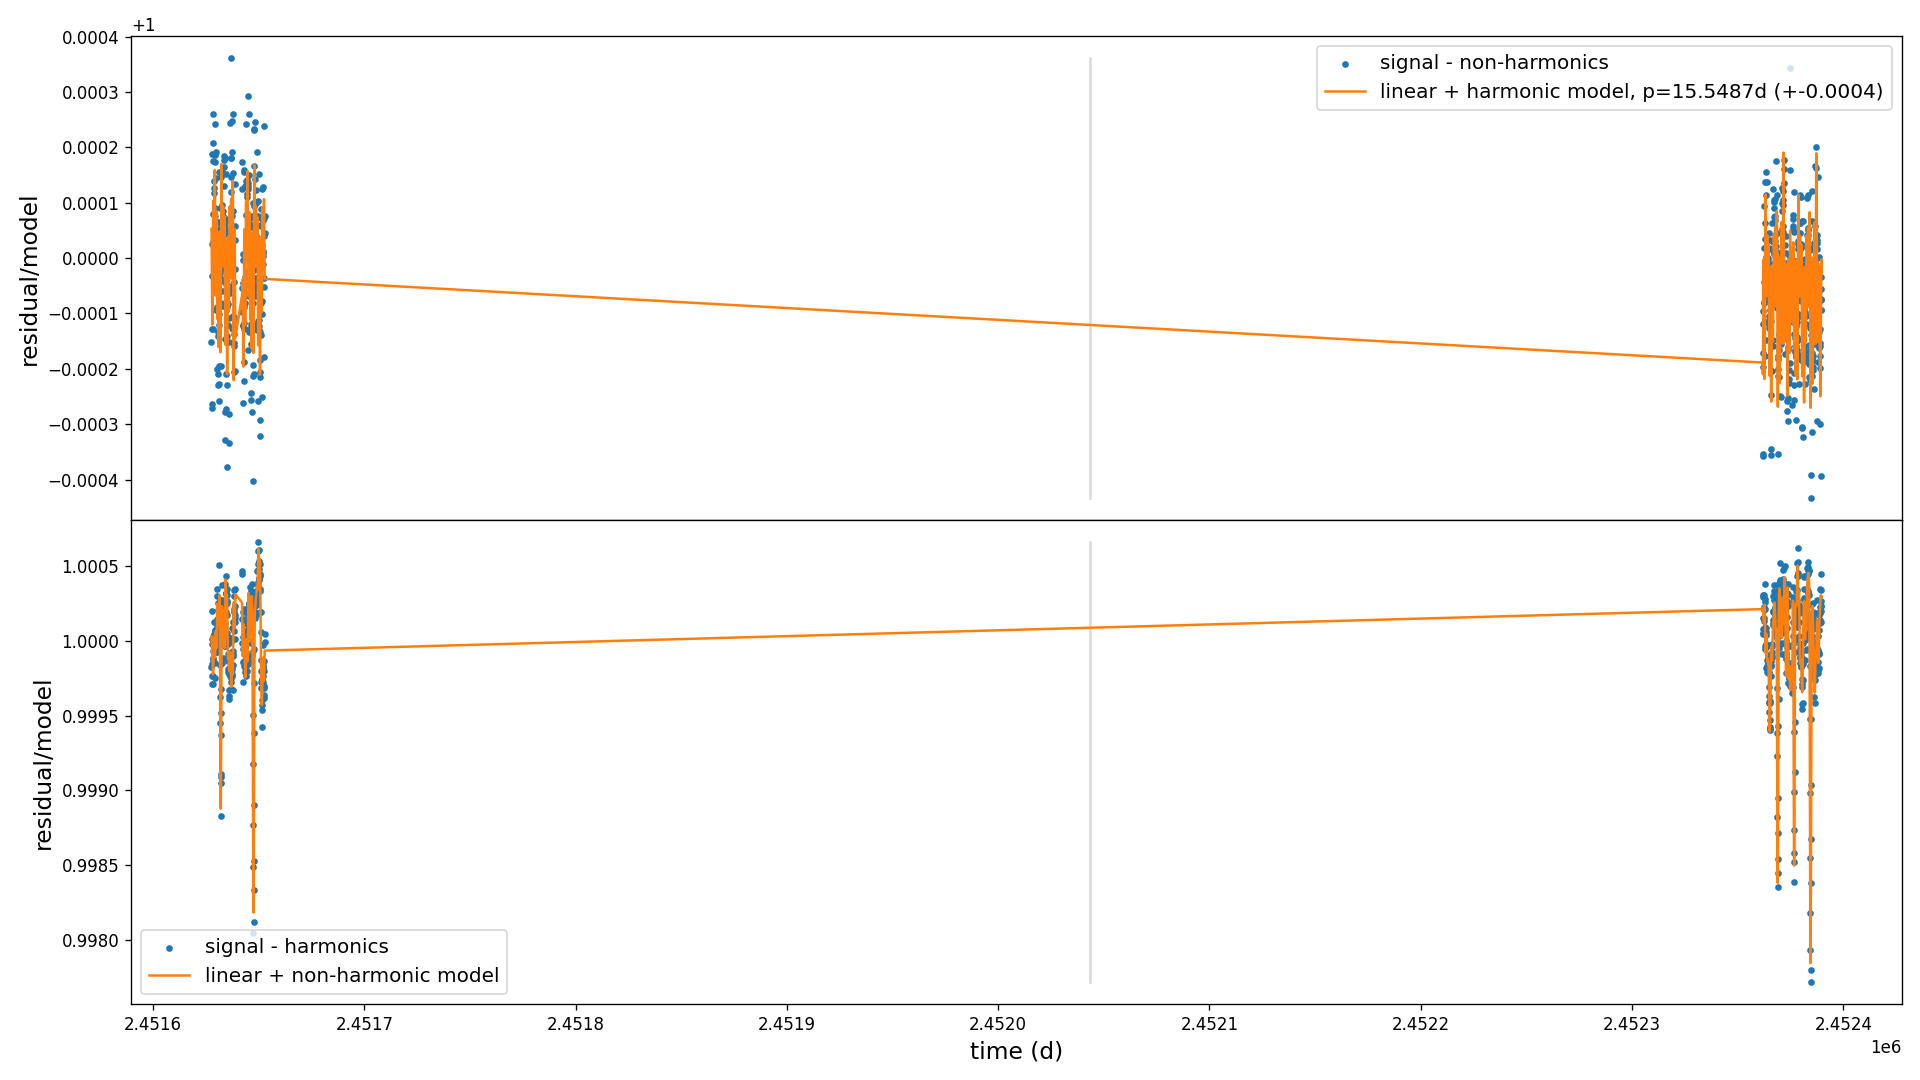 +1
0.0004
0.0003
0.0002
0.0001
0.0000
−0.0001
−0.0002
−0.0003
−0.0004
residual/model
signal - non-harmonics
linear + harmonic model, p=15.5487d (+-0.0004)
1.0005
1.0000
0.9995
0.9990
0.9985
0.9980
residual/model
signal - harmonics
linear + non-harmonic model
2.4516 2.4517 2.4518 2.4519 2.4520 2.4521 2.4522 2.4523 2.4524
1e6
time (d)